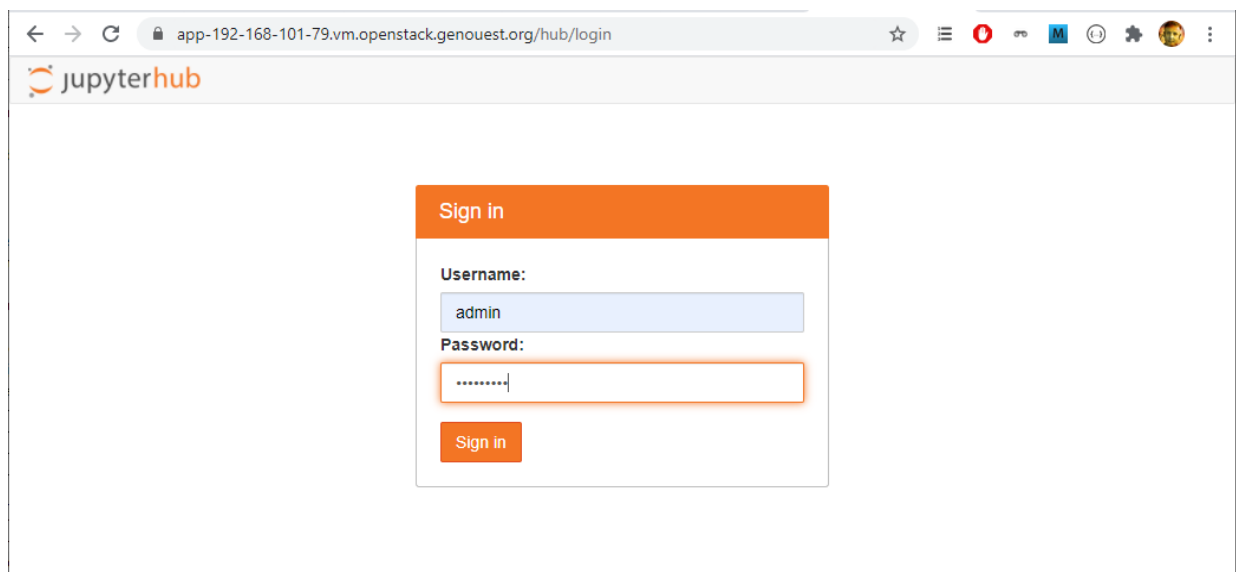 app-192-168-101-79.vm.openstack.genouest.org/hub/login
M
jupyterhub
Sign in
Username:
admin
Password:
•••••••••
Sign in